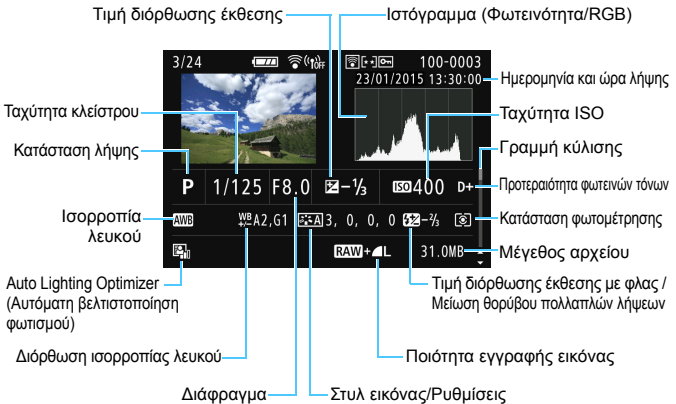 Τιμή διόρθωσης έκθεσης
Ιστόγραμμα (Φωτεινότητα/RGB)
3/24
OFF
100-0003
23/01/2015 13:30:00
Ημερομηνία και ώρα λήψης
Ταχύτητα κλείστρου
Ταχύτητα ISO
Κατάσταση λήψης
Γραμμή κύλισης
P 1/125 F8.0 -1/3 ISO 400 D+
Προτεραιότητα φωτεινών τόνων
Ισορροπία
λευκού
AWB WB +/- A2,G1 A 3, 0, 0, 0 -2/3
Κατάσταση φωτομέτρησης
RAW+L 31.0MB
Μέγεθος αρχείου
Auto Lighting Optimizer
(Αυτόματη βελτιστοποίηση
φωτισμού)
Τιμή διόρθωσης έκθεσης με φλας /
Μείωση θορύβου πολλαπλών λήψεων
Διόρθωση ισορροπίας λευκού
Ποιότητα εγγραφής εικόνας
Διάφραγμα
Στυλ εικόνας/Ρυθμίσεις